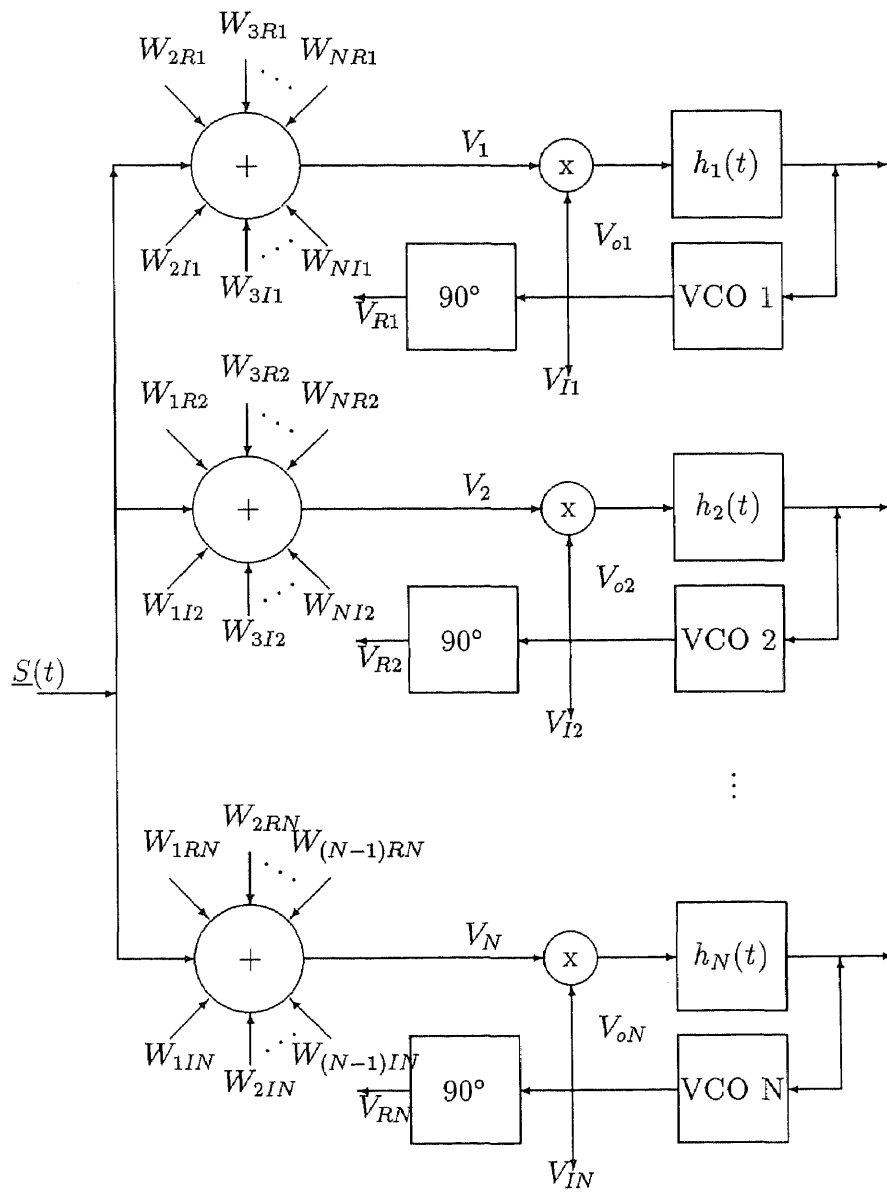 W_{3R1}
W_{2R1} ⋱ W_{NR1}
+ V_1 x h_1(t)
W_{2I1} W_{3I1} ⋰ W_{NI1}
V_{o1}
V_{R1} 90° VCO 1
V_{I1}
W_{3R2}
W_{1R2} ⋱ W_{NR2}
+ V_2 x h_2(t)
W_{1I2} W_{3I2} ⋰ W_{NI2}
V_{o2}
V_{R2} 90° VCO 2
V_{I2}
S(t)
⋮
W_{2RN}
W_{1RN} ⋱ W_{(N−1)RN}
+ V_N x h_N(t)
W_{1IN} W_{2IN} ⋰ W_{(N−1)IN}
V_{oN}
V_{RN} 90° VCO N
V_{IN}